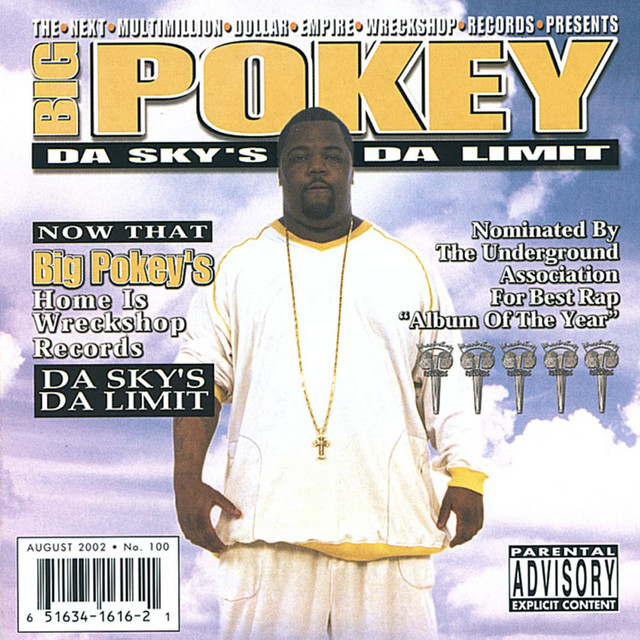 THE • NEXT • MULTIMILLION • DOLLAR • EMPIRE • WRECKSHOP • RECORDS • PRESENTS
BIG
POKEY
DA SKY'S DA LIMIT
NOW THAT
Big Pokey's
Home Is
Wreckshop
Records
DA SKY'S
DA LIMIT
Nominated By
The Underground
Association
For Best Rap
"Album Of The Year"
AUGUST 2002 • No. 100
6 51634-1616-2 1
PARENTAL
ADVISORY
EXPLICIT CONTENT